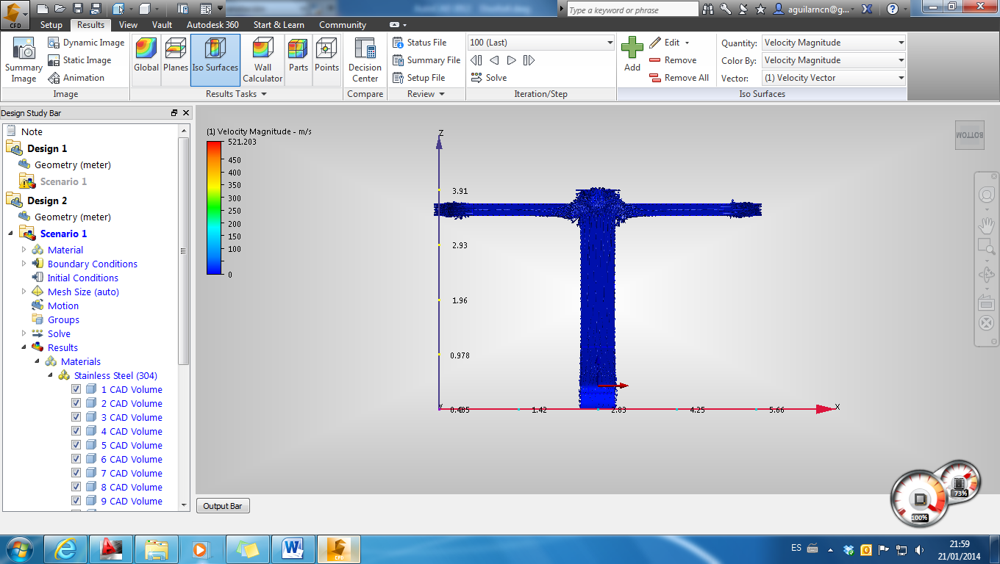 Type a keyword or phrase
aguilarncn@g...
CFD
Setup Results View Vault Autodesk 360 Start & Learn Community
Summary Image
Dynamic Image
Static Image
Animation
Image
Global
Planes
Iso Surfaces
Wall Calculator
Parts
Points
Results Tasks
Decision Center
Compare
Status File
Summary File
Setup File
Review
100 (Last)
Solve
Iteration/Step
Add
Edit
Remove
Remove All
Quantity: Velocity Magnitude
Color By: Velocity Magnitude
Vector: (1) Velocity Vector
Iso Surfaces
Design Study Bar
Note
Design 1
Geometry (meter)
Scenario 1
Design 2
Geometry (meter)
Scenario 1
Material
Boundary Conditions
Initial Conditions
Mesh Size (auto)
Motion
Groups
Solve
Results
Materials
Stainless Steel (304)
1 CAD Volume
2 CAD Volume
3 CAD Volume
4 CAD Volume
5 CAD Volume
6 CAD Volume
7 CAD Volume
8 CAD Volume
9 CAD Volume
(1) Velocity Magnitude - m/s
521.203
450
400
350
300
250
200
150
100
0
Z
3.91
2.93
1.96
0.978
1.42
2.83
4.25
5.66
X
BOTTOM
73%
100%
Output Bar
CFD
ES
21:59
21/01/2014